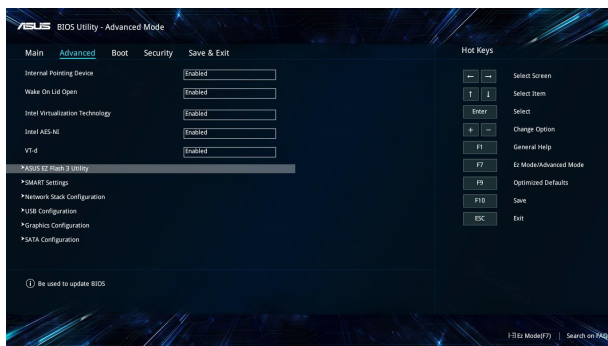 ASUS BIOS Utility - Advanced Mode
Main Advanced Boot Security Save & Exit
Hot Keys
Internal Pointing Device Enabled
Wake On Lid Open Enabled
Intel Virtualization Technology Enabled
Intel AES-NI Enabled
VT-d Enabled
ASUS EZ Flash 3 Utility
SMART Settings
Network Stack Configuration
USB Configuration
Graphics Configuration
SATA Configuration
← → Select Screen
↑ ↓ Select Item
Enter Select
+ − Change Option
F1 General Help
F7 Ez Mode/Advanced Mode
F9 Optimized Defaults
F10 Save
ESC Exit
Be used to update BIOS
Ez Mode(F7) | Search on FAQ